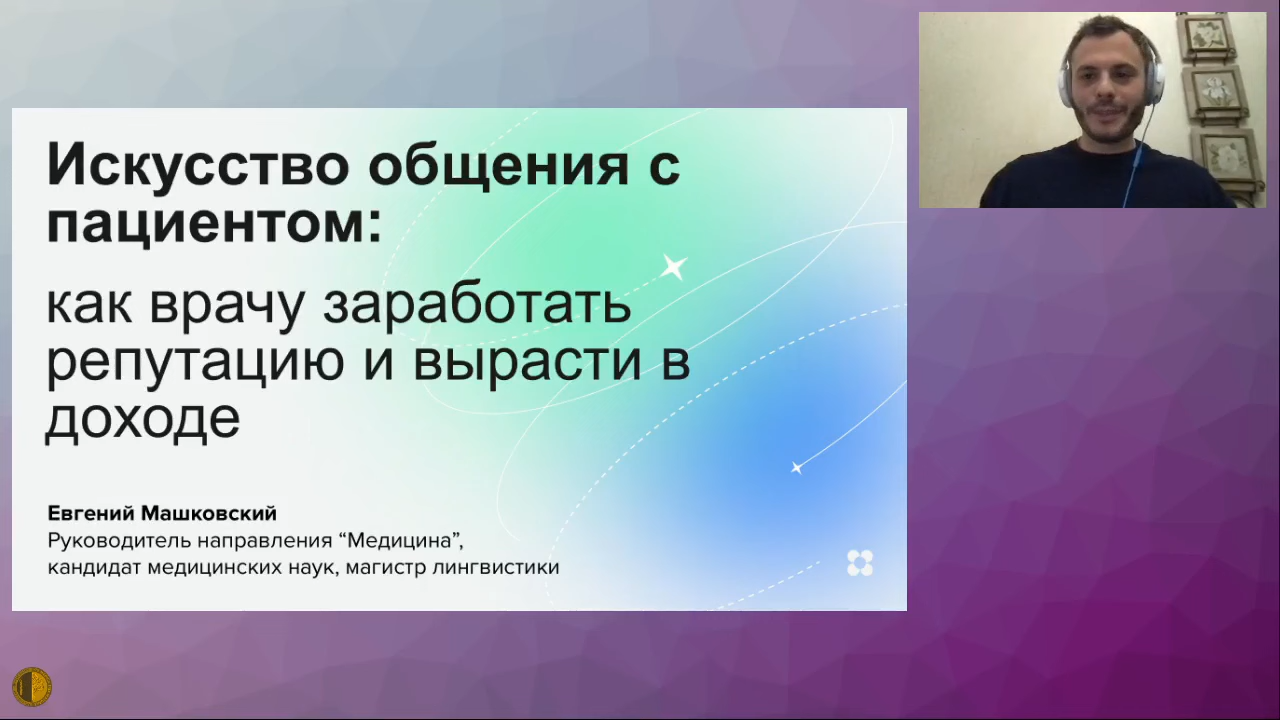 Искусство общения с
пациентом:
как врачу заработать
репутацию и вырасти в
доходе
Евгений Машковский
Руководитель направления “Медицина”,
кандидат медицинских наук, магистр лингвистики